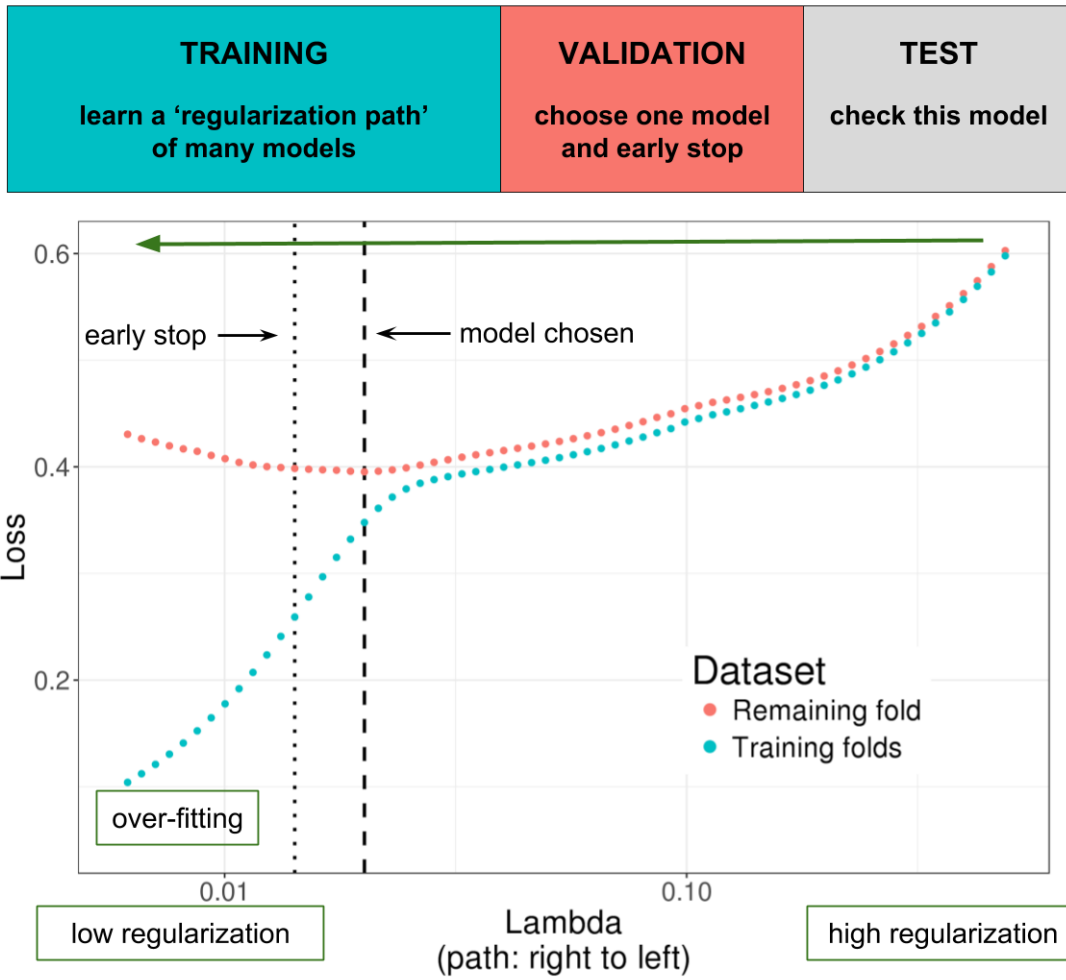 TRAINING
learn a ‘regularization path’
of many models
VALIDATION
choose one model
and early stop
TEST
check this model
0.6
early stop
model chosen
0.4
Loss
0.2
Dataset
Remaining fold
Training folds
over-fitting
0.01
0.10
low regularization
Lambda
(path: right to left)
high regularization